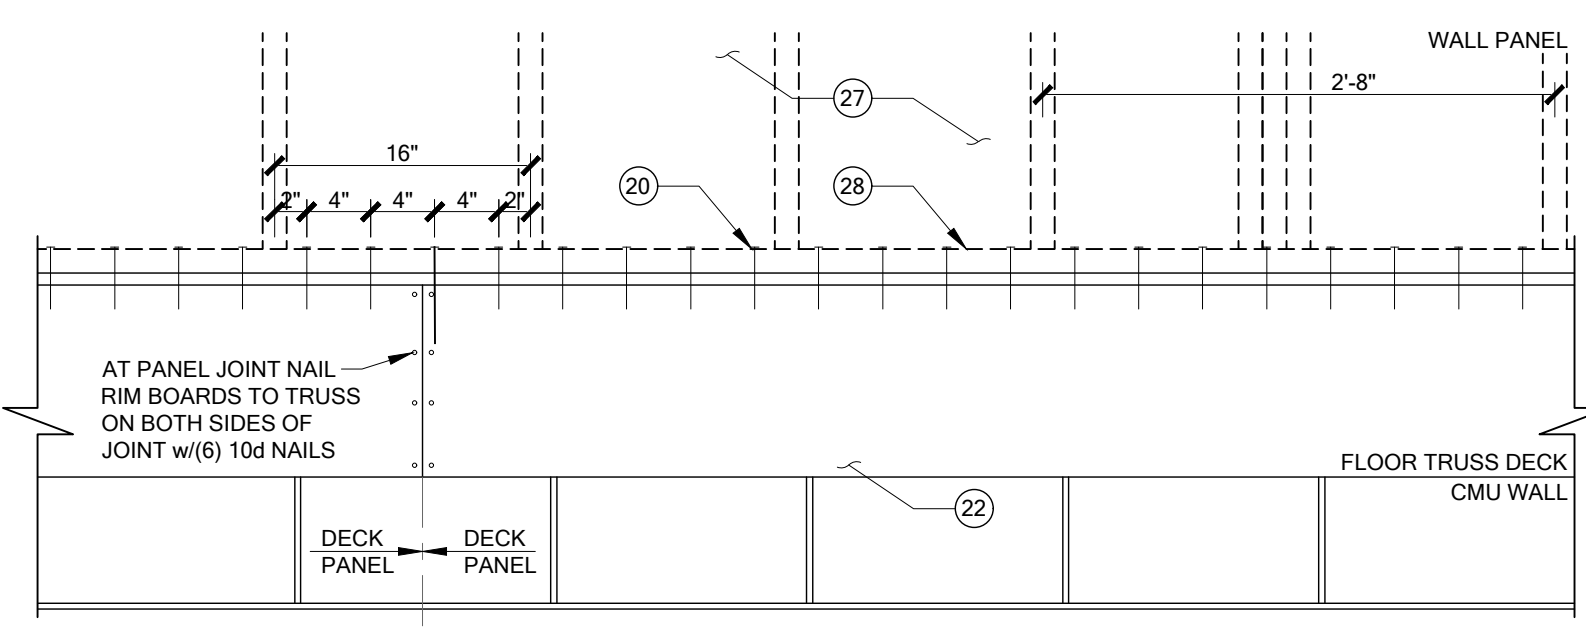 WALL PANEL
2'-8"
27
16"
20
28
2" 4" 4" 4" 2"
AT PANEL JOINT NAIL
RIM BOARDS TO TRUSS
ON BOTH SIDES OF
JOINT w/(6) 10d NAILS
FLOOR TRUSS DECK
CMU WALL
22
DECK
PANEL
DECK
PANEL